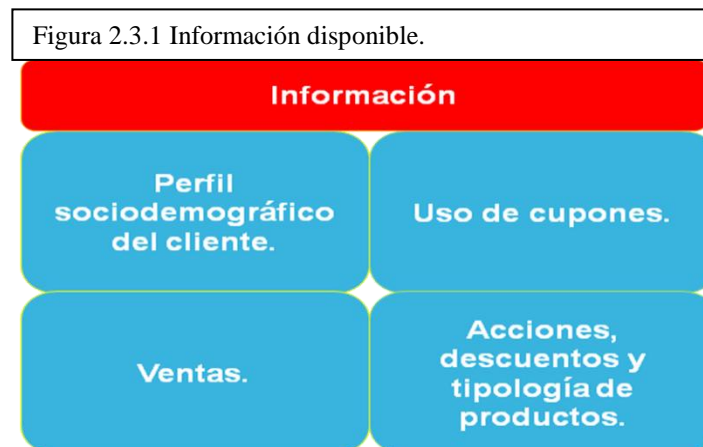 Figura 2.3.1 Información disponible.
Información
Perfil
sociodemográfico
del cliente.
Uso de cupones.
Ventas.
Acciones,
descuentos y
tipología de
productos.